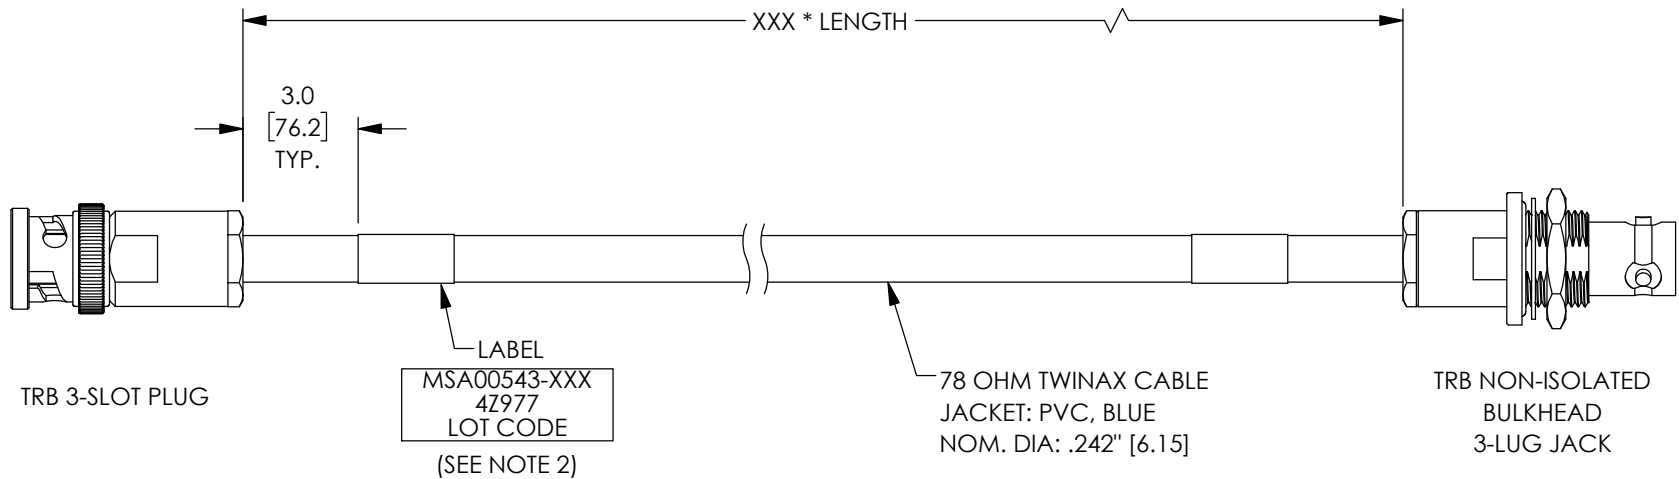 XXX * LENGTH
3.0
[76.2]
TYP.
LABEL
MSA00543-XXX
4Z977
LOT CODE
(SEE NOTE 2)
TRB 3-SLOT PLUG
78 OHM TWINAX CABLE
JACKET: PVC, BLUE
NOM. DIA: .242" [6.15]
TRB NON-ISOLATED
BULKHEAD
3-LUG JACK